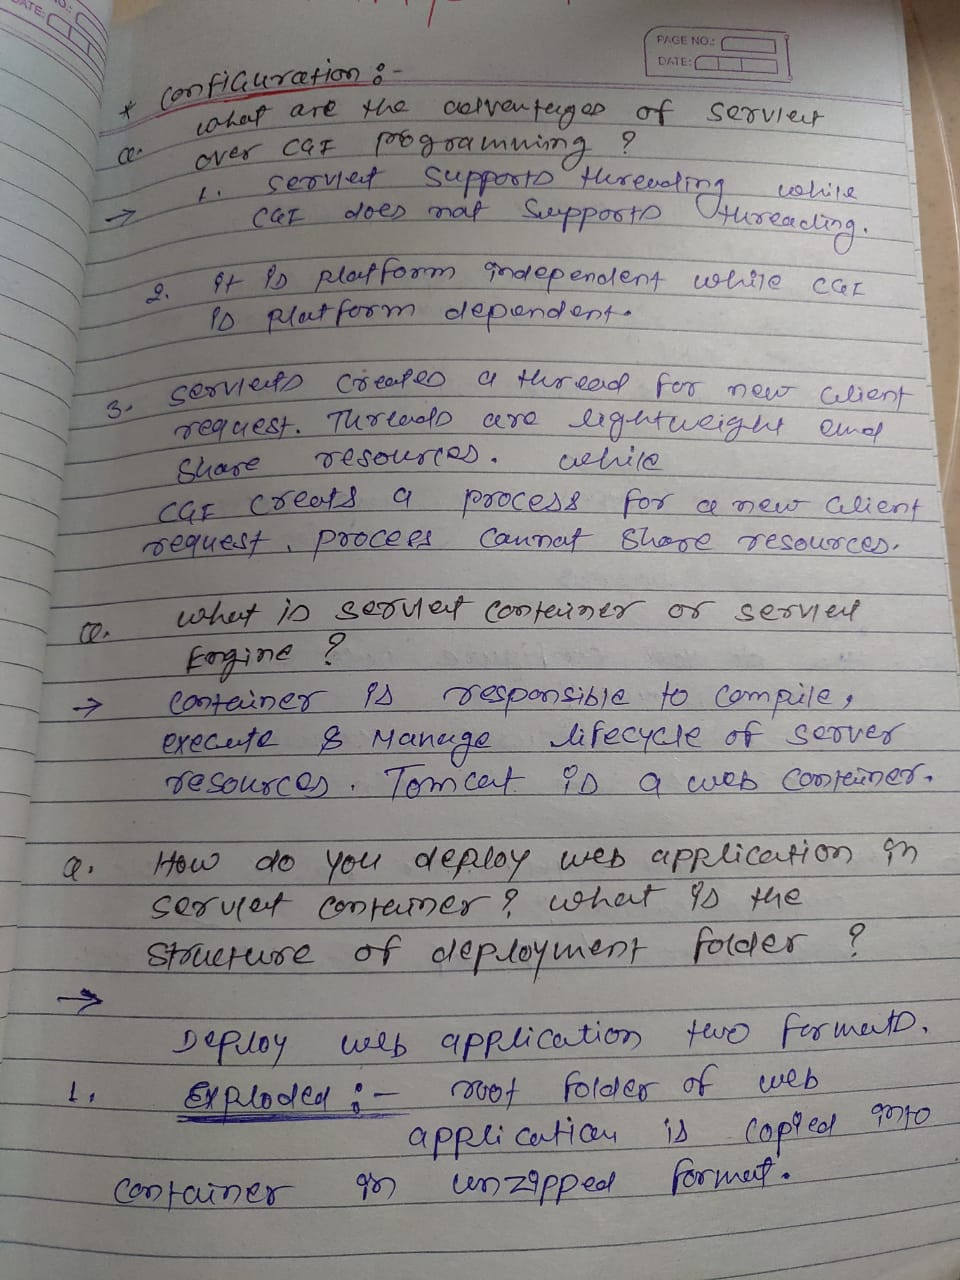 PAGE NO.:
DATE:
* Configuration :-
Q. What are the advantages of Servlet
over CGI programming ?
→ 1. Servlet Supports threading while
CGI does not Supports threading.
2. It is platform independent while CGI
is platform dependent.
3. Servlets Creates a thread for new Client
request. Threads are lightweight and
Share resources. while
CGI Creats a process for a new Client
request. procees Cannot Share resources.
Q. What is Servlet Container or Servlet
Engine ?
→ Container is responsible to Compile,
execute & Manage lifecycle of Server
resources. Tomcat is a web Container.
Q. How do you deploy web application in
Servlet Container ? What is the
Structure of deployment folder ?
→
Deploy web application two formats.
1. Exploded :- root folder of web
application is Copied into
Container in unzipped format.